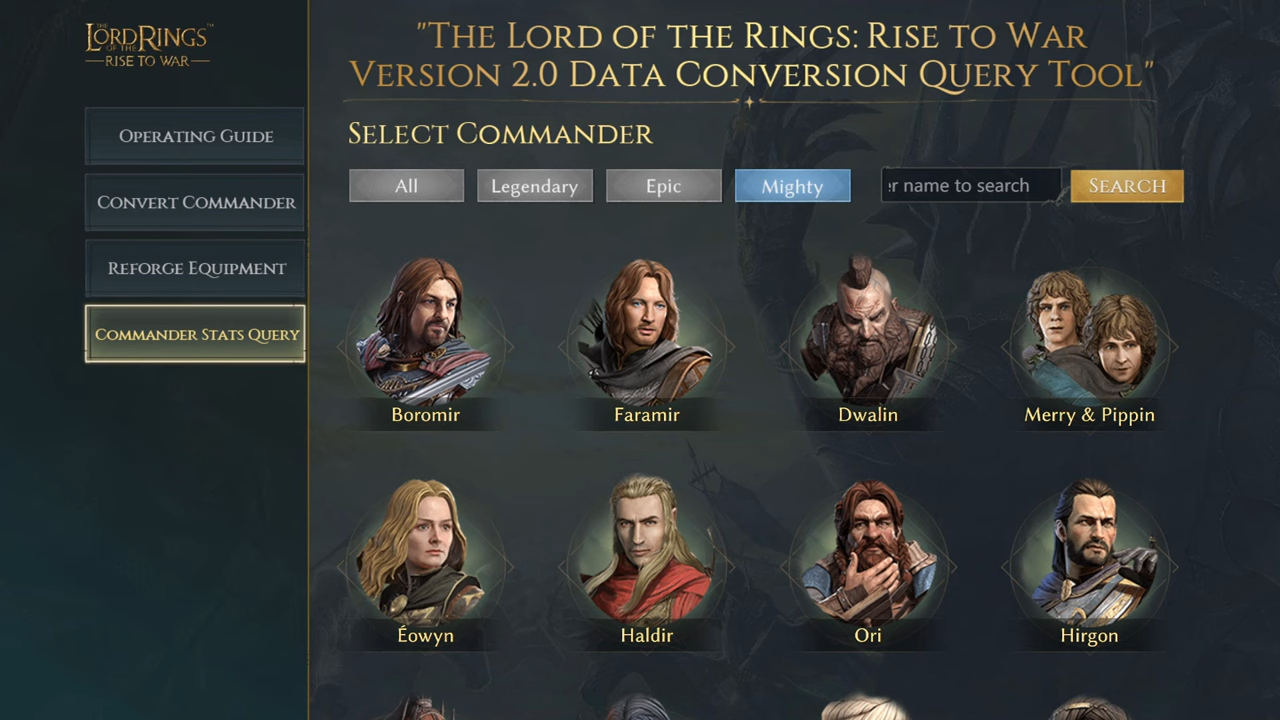 THE
LORD OF THE RINGS™
RISE TO WAR
OPERATING GUIDE
CONVERT COMMANDER
REFORGE EQUIPMENT
COMMANDER STATS QUERY
"THE LORD OF THE RINGS: RISE TO WAR
VERSION 2.0 DATA CONVERSION QUERY TOOL"
SELECT COMMANDER
All Legendary Epic Mighty r name to search SEARCH
Boromir Faramir Dwalin Merry & Pippin
Éowyn Haldir Ori Hirgon